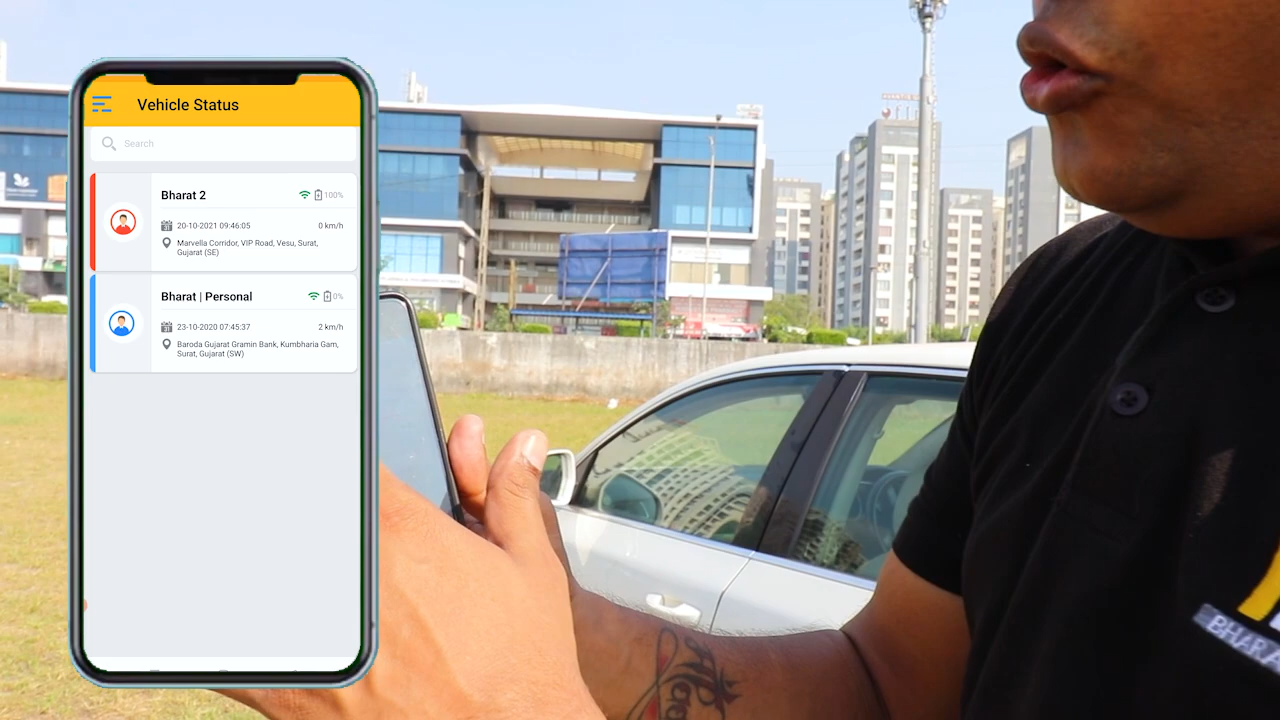 Vehicle Status
Search
Bharat 2
100%
20-10-2021 09:46:05
0 km/h
Marvella Corridor, VIP Road, Vesu, Surat,
Gujarat (SE)
Bharat | Personal
0%
23-10-2020 07:45:37
2 km/h
Baroda Gujarat Gramin Bank, Kumbharia Gam,
Surat, Gujarat (SW)